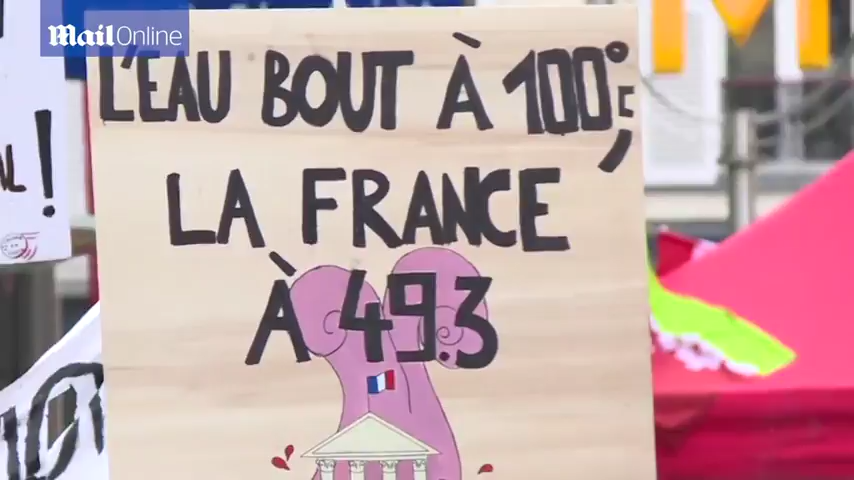 MailOnline
L'EAU BOUT À 100°C,
LA FRANCE
À 49.3